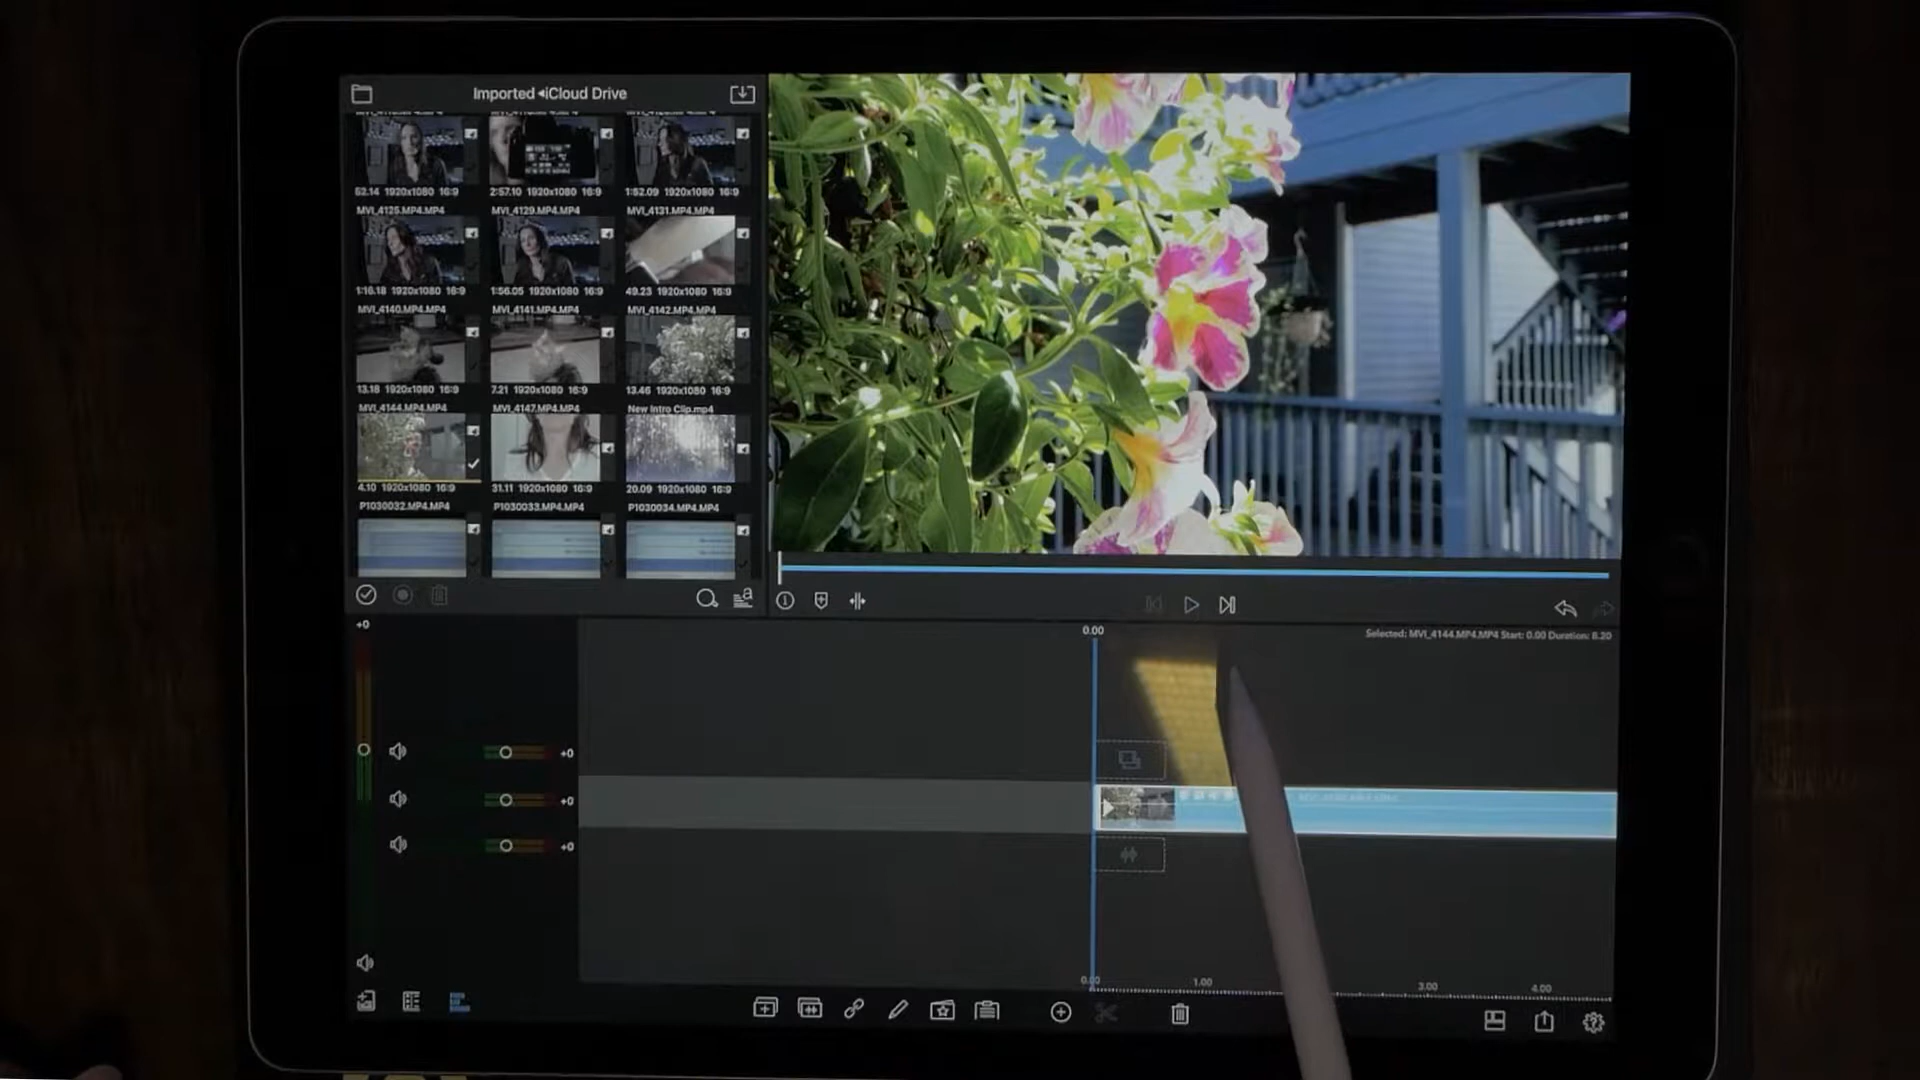 Imported ◂iCloud Drive
52.14 1920x1080 16:9
2:57.10 1920x1080 16:9
1:52.09 1920x1080 16:9
MVI_4125.MP4.MP4
MVI_4129.MP4.MP4
MVI_4131.MP4.MP4
1:16.18 1920x1080 16:9
1:56.05 1920x1080 16:9
49.23 1920x1080 16:9
MVI_4140.MP4.MP4
MVI_4141.MP4.MP4
MVI_4142.MP4.MP4
13.18 1920x1080 16:9
7.21 1920x1080 16:9
13.46 1920x1080 16:9
MVI_4144.MP4.MP4
MVI_4147.MP4.MP4
New Intro Clip.mp4
4.10 1920x1080 16:9
31.11 1920x1080 16:9
20.09 1920x1080 16:9
P1030032.MP4.MP4
P1030033.MP4.MP4
P1030034.MP4.MP4
+0
0.00
Selected: MVI_4144.MP4.MP4 Start: 0.00 Duration: 8.20
+0
+0
+0
0.00
1.00
3.00
4.00